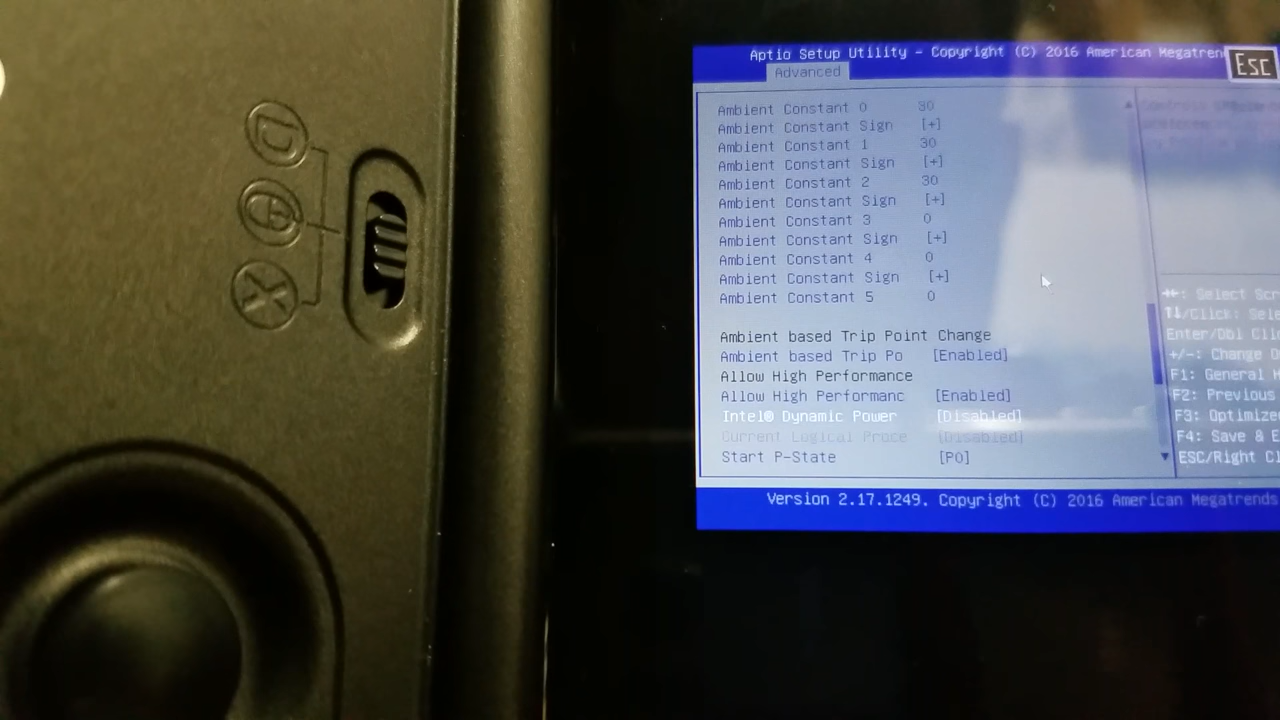 Aptio Setup Utility - Copyright (C) 2016 American Megatren
Esc
Advanced
Ambient Constant 0 30
Ambient Constant Sign [+]
Ambient Constant 1 30
Ambient Constant Sign [+]
Ambient Constant 2 30
Ambient Constant Sign [+]
Ambient Constant 3 0
Ambient Constant Sign [+]
Ambient Constant 4 0
Ambient Constant Sign [+]
Ambient Constant 5 0
Ambient based Trip Point Change
Ambient based Trip Po [Enabled]
Allow High Performance
Allow High Performanc [Enabled]
Intel® Dynamic Power [Disabled]
Current Logical Proce [Disabled]
Start P-State [P0]
: Select Scr
↑↓/Click: Sele
Enter/Dbl Clic
+/-: Change O
F1: General H
F2: Previous
F3: Optimize
F4: Save & E
ESC/Right Cl
Version 2.17.1249. Copyright (C) 2016 American Megatrends